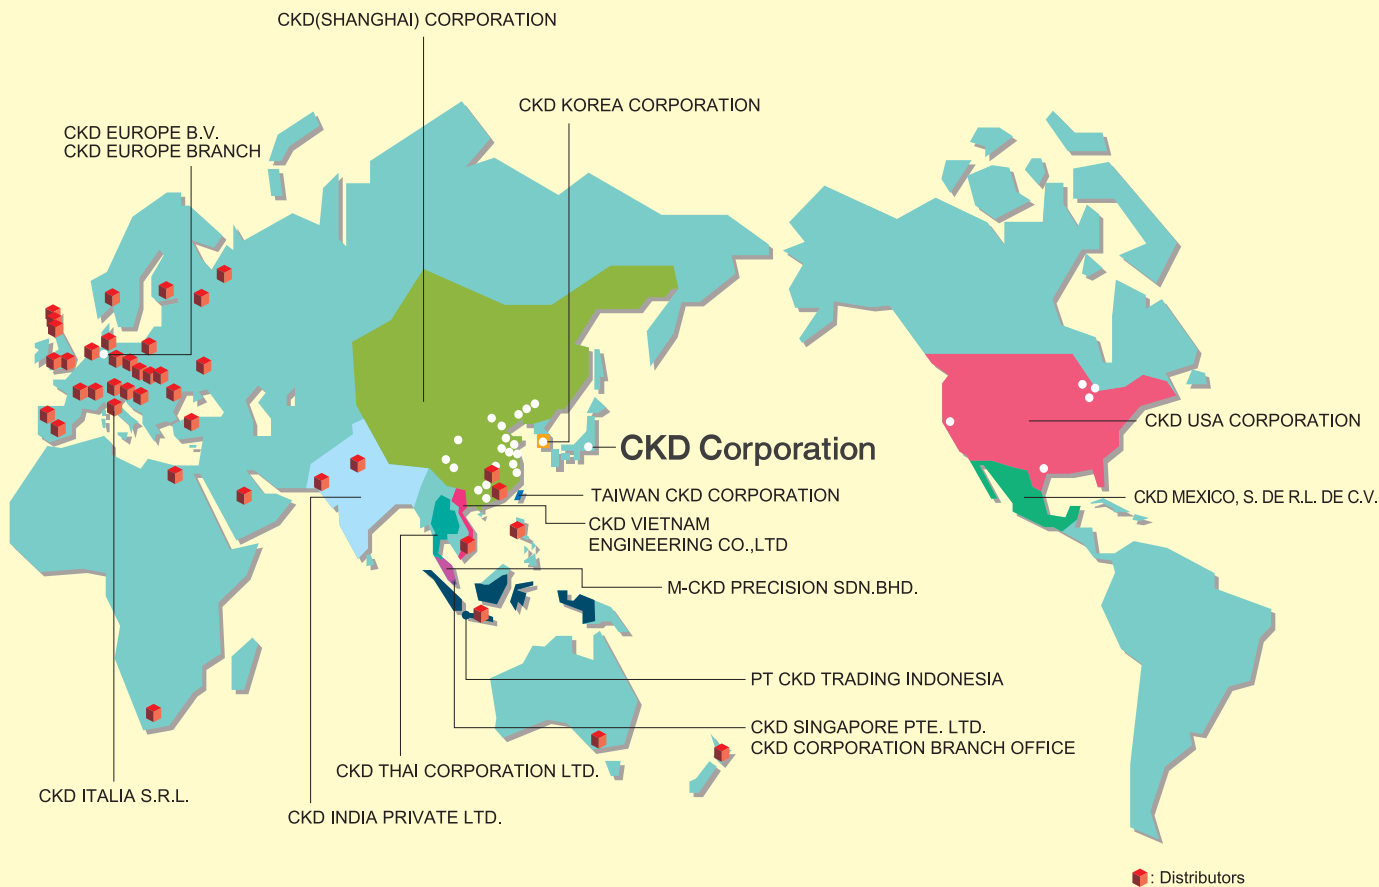 CKD(SHANGHAI) CORPORATION
CKD KOREA CORPORATION
CKD EUROPE B.V.
CKD EUROPE BRANCH
CKD USA CORPORATION
CKD Corporation
TAIWAN CKD CORPORATION
CKD MEXICO, S. DE R.L. DE C.V.
CKD VIETNAM
ENGINEERING CO.,LTD
M-CKD PRECISION SDN.BHD.
PT CKD TRADING INDONESIA
CKD SINGAPORE PTE. LTD.
CKD CORPORATION BRANCH OFFICE
CKD THAI CORPORATION LTD.
CKD ITALIA S.R.L.
CKD INDIA PRIVATE LTD.
: Distributors